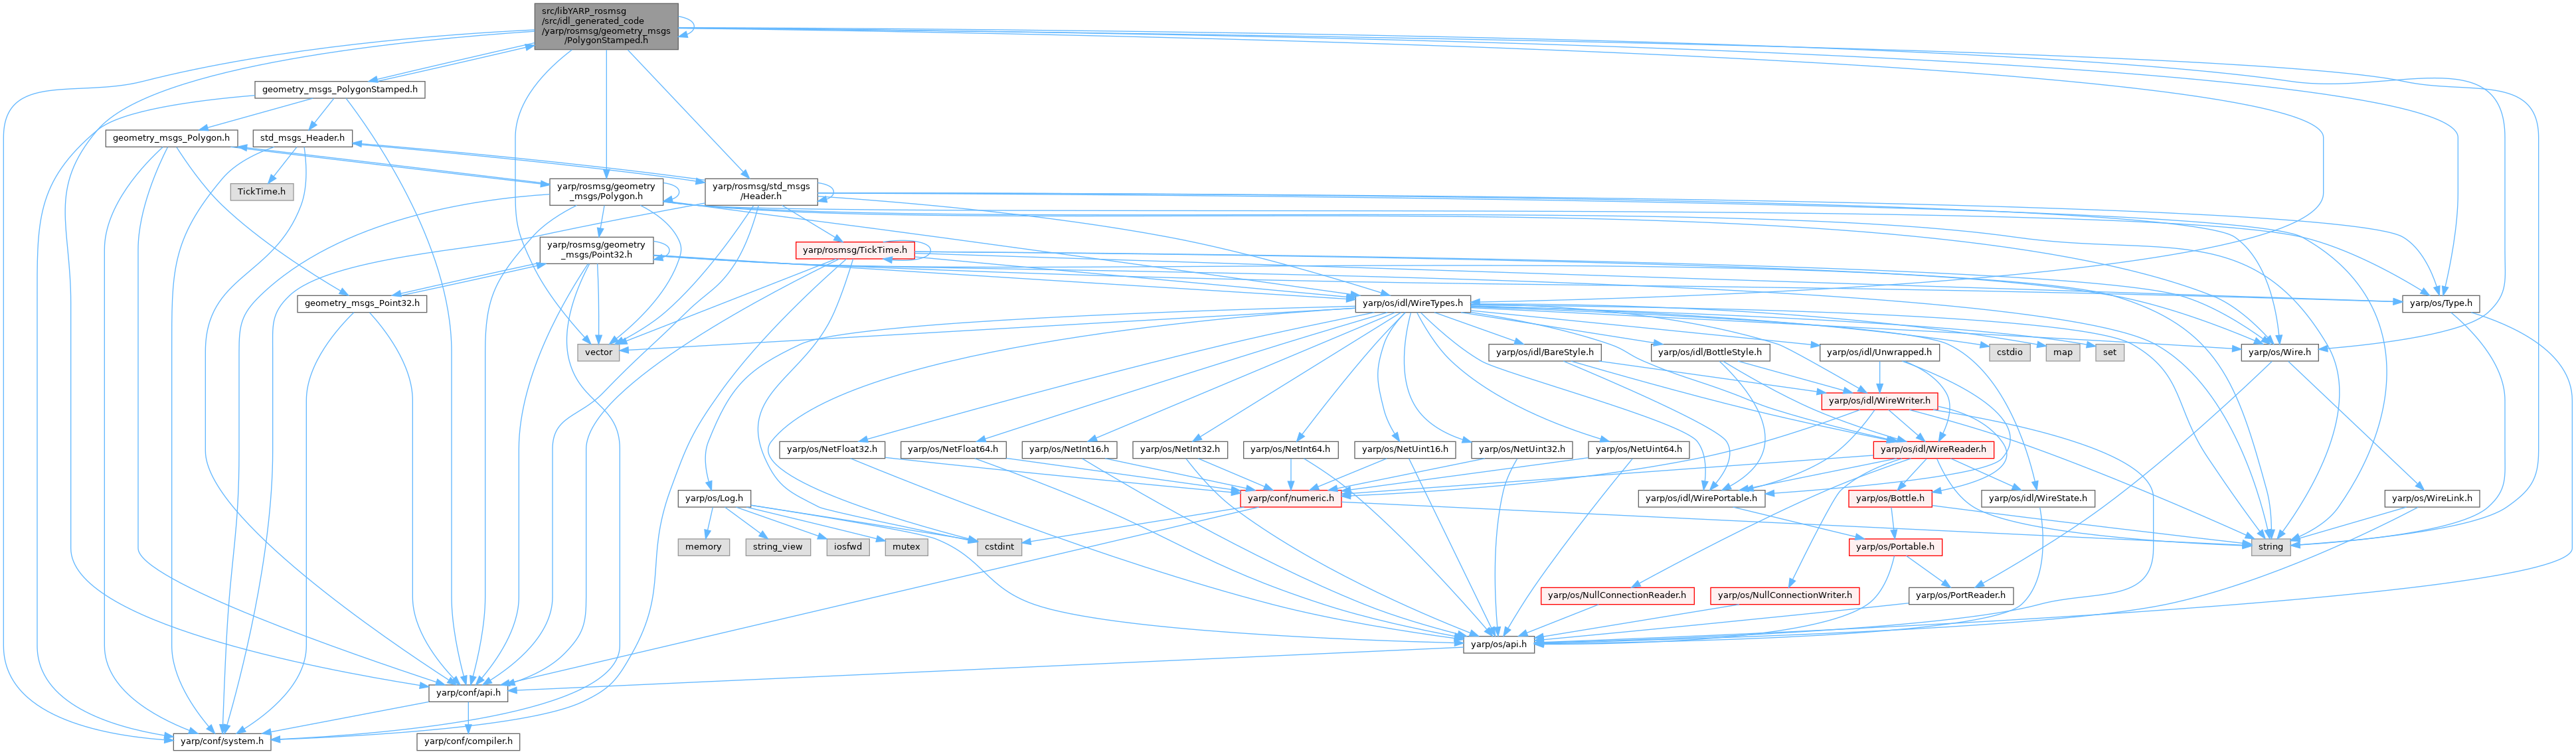 src/libYARP_rosmsg
/src/idl_generated_code
/yarp/rosmsg/geometry_msgs
/PolygonStamped.h
geometry_msgs_PolygonStamped.h
geometry_msgs_Polygon.h
std_msgs_Header.h
TickTime.h
yarp/rosmsg/geometry
_msgs/Polygon.h
yarp/rosmsg/std_msgs
/Header.h
yarp/rosmsg/geometry
_msgs/Point32.h
yarp/rosmsg/TickTime.h
geometry_msgs_Point32.h
yarp/os/idl/WireTypes.h
yarp/os/Type.h
vector
yarp/os/idl/BareStyle.h
yarp/os/idl/BottleStyle.h
yarp/os/idl/Unwrapped.h
cstdio
map
set
yarp/os/Wire.h
yarp/os/idl/WireWriter.h
yarp/os/NetFloat32.h
yarp/os/NetFloat64.h
yarp/os/NetInt16.h
yarp/os/NetInt32.h
yarp/os/NetInt64.h
yarp/os/NetUint16.h
yarp/os/NetUint32.h
yarp/os/NetUint64.h
yarp/os/idl/WireReader.h
yarp/os/Log.h
yarp/conf/numeric.h
yarp/os/idl/WirePortable.h
yarp/os/Bottle.h
yarp/os/idl/WireState.h
yarp/os/WireLink.h
memory
string_view
iosfwd
mutex
cstdint
yarp/os/Portable.h
string
yarp/os/NullConnectionReader.h
yarp/os/NullConnectionWriter.h
yarp/os/PortReader.h
yarp/os/api.h
yarp/conf/api.h
yarp/conf/system.h
yarp/conf/compiler.h